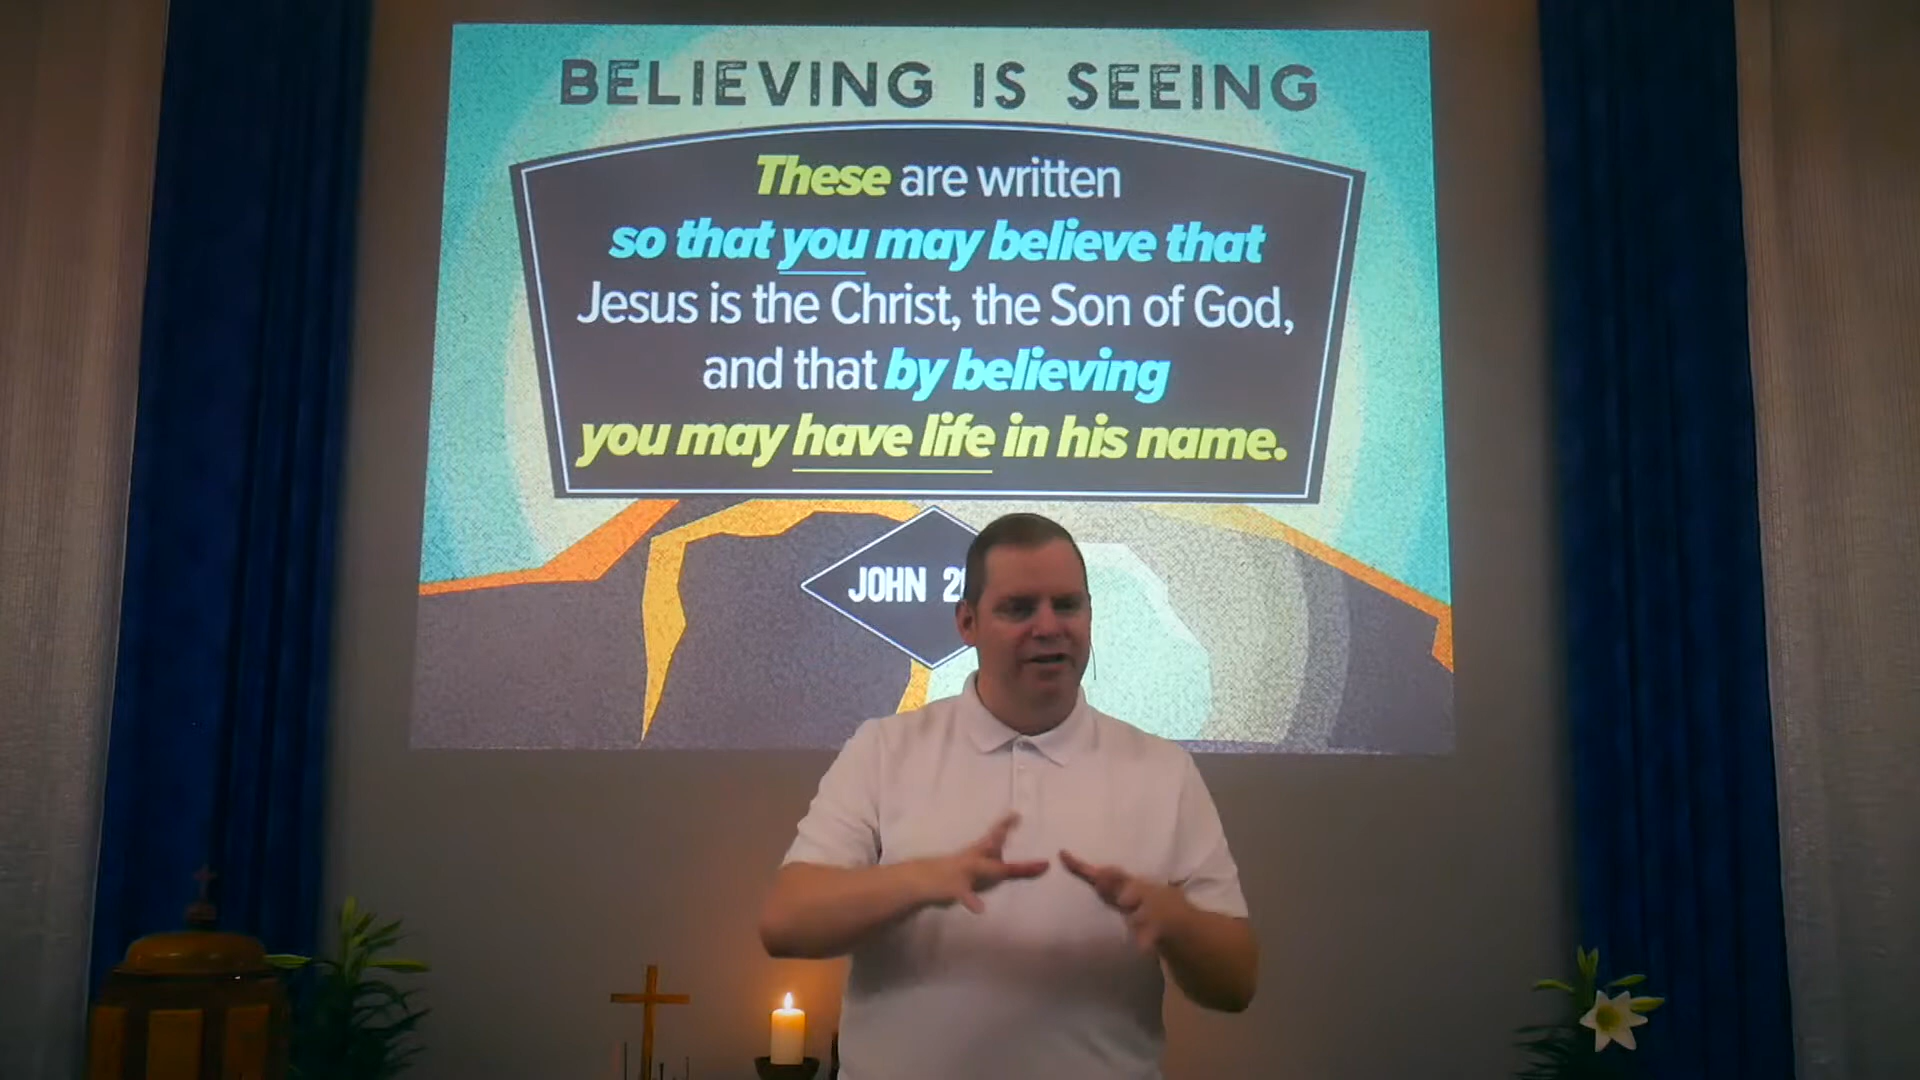 BELIEVING IS SEEING
These are written
so that you may believe that
Jesus is the Christ, the Son of God,
and that by believing
you may have life in his name.
JOHN